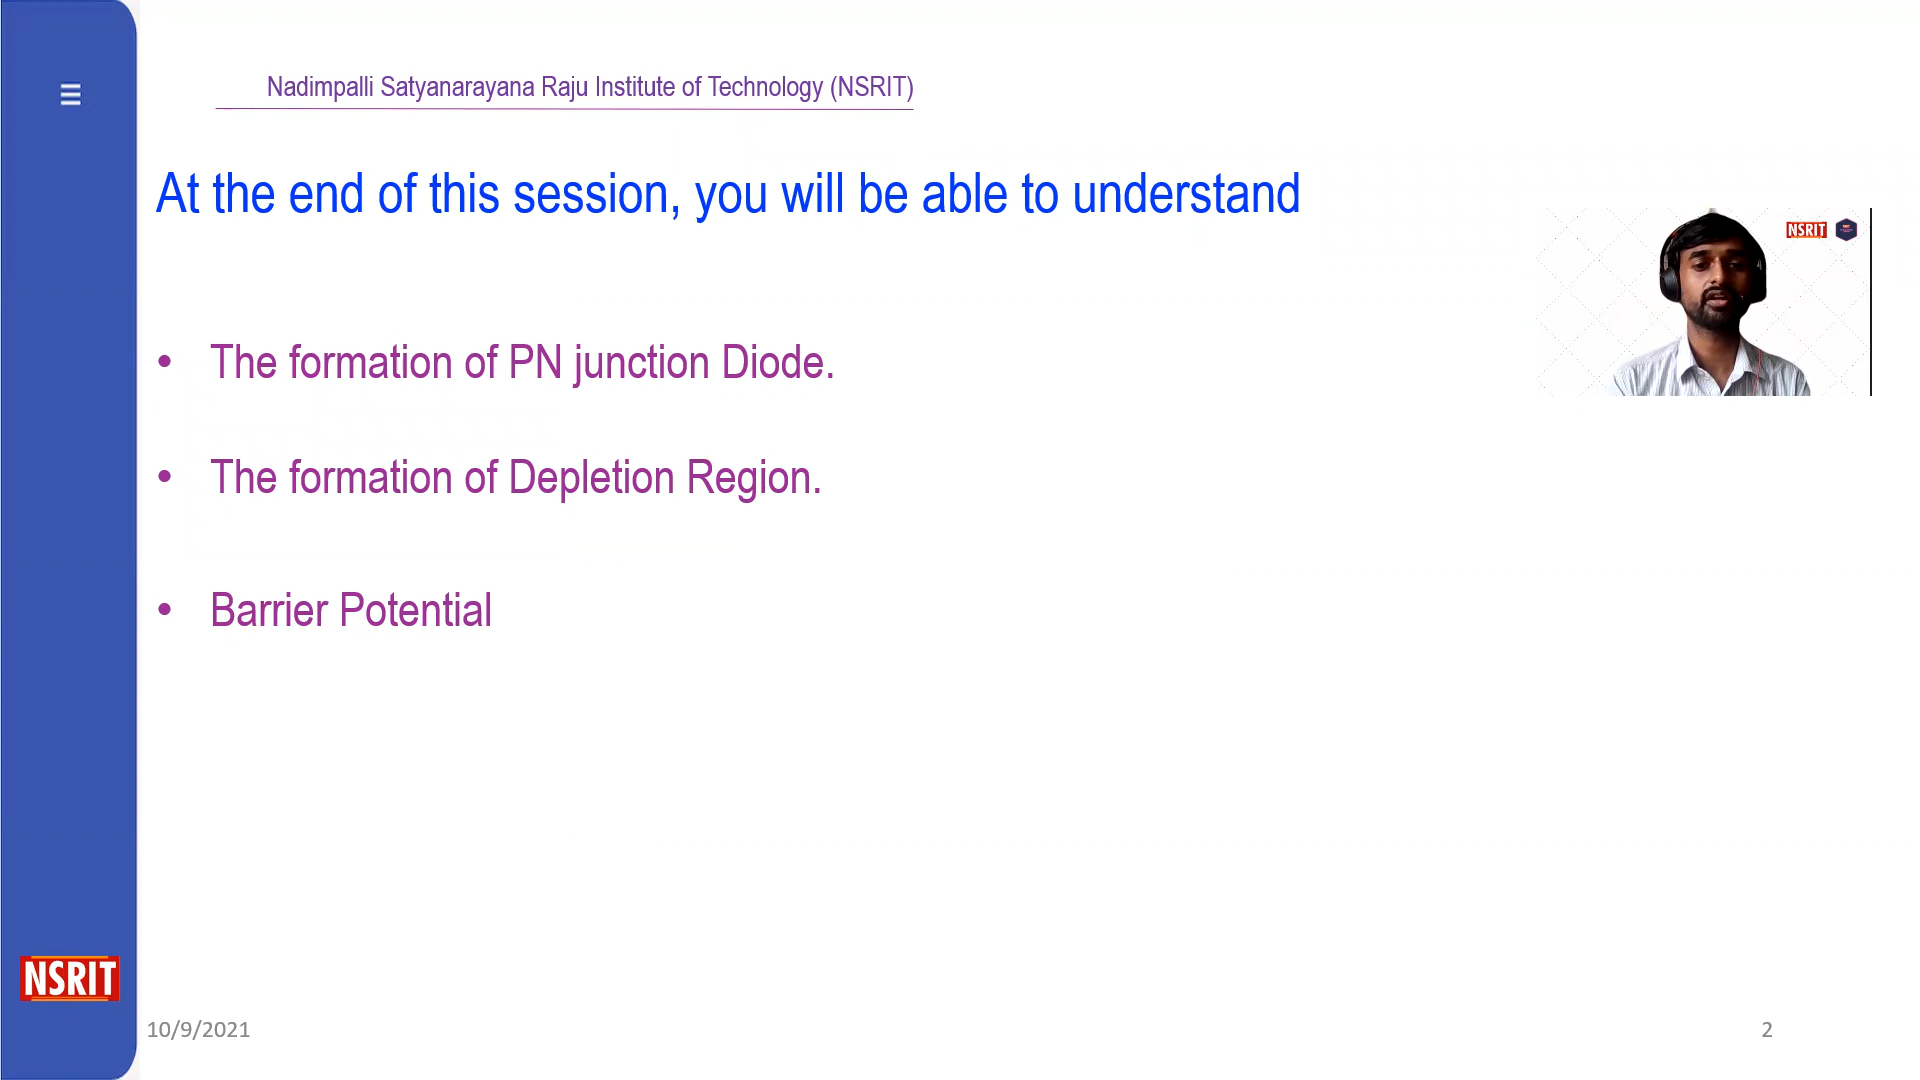 Nadimpalli Satyanarayana Raju Institute of Technology (NSRIT)
At the end of this session, you will be able to understand
NSRIT
• The formation of PN junction Diode.
• The formation of Depletion Region.
• Barrier Potential
NSRIT
10/9/2021
2